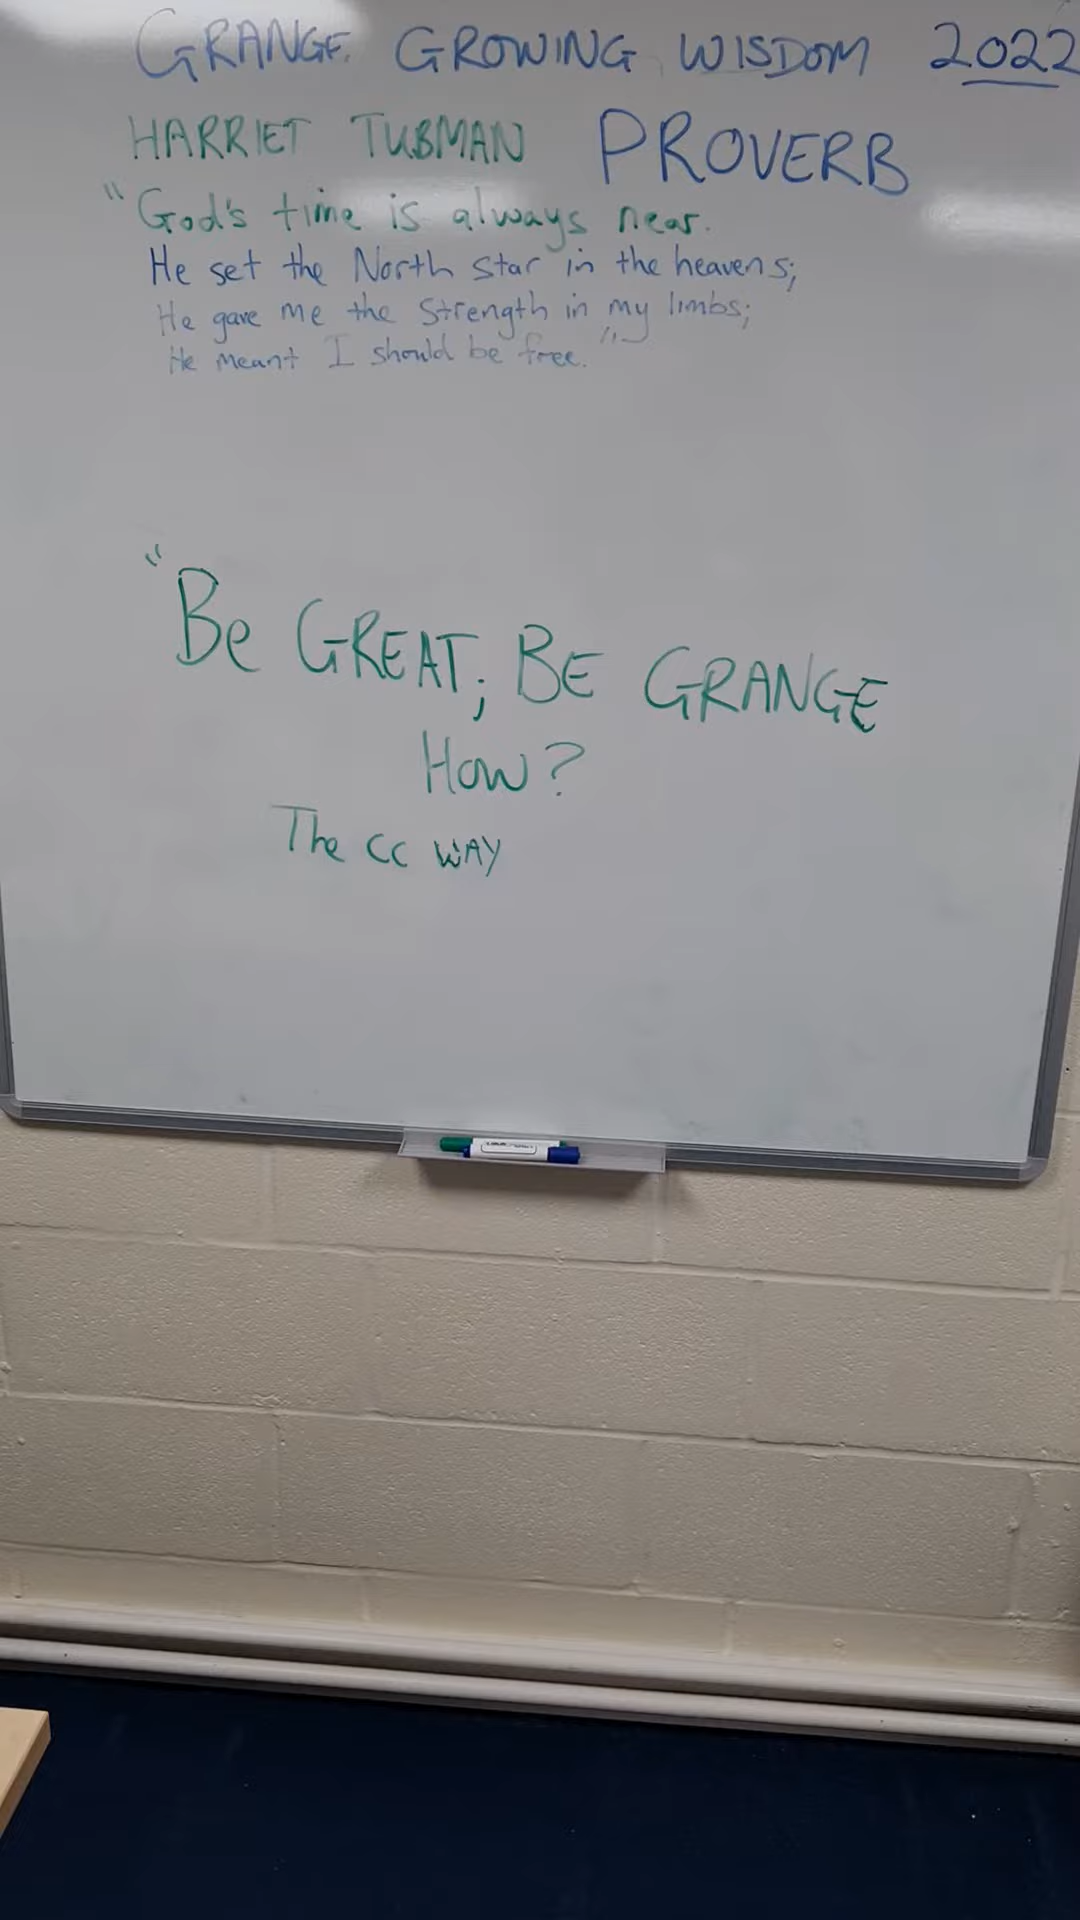 GRANGE GROWING WISDOM 2022
HARRIET TUBMAN PROVERB
"God's time is always near.
He set the North Star in the heavens;
He gave me the strength in my limbs;
He meant I should be free."
"Be GREAT; BE GRANGE
How?
The CC WAY